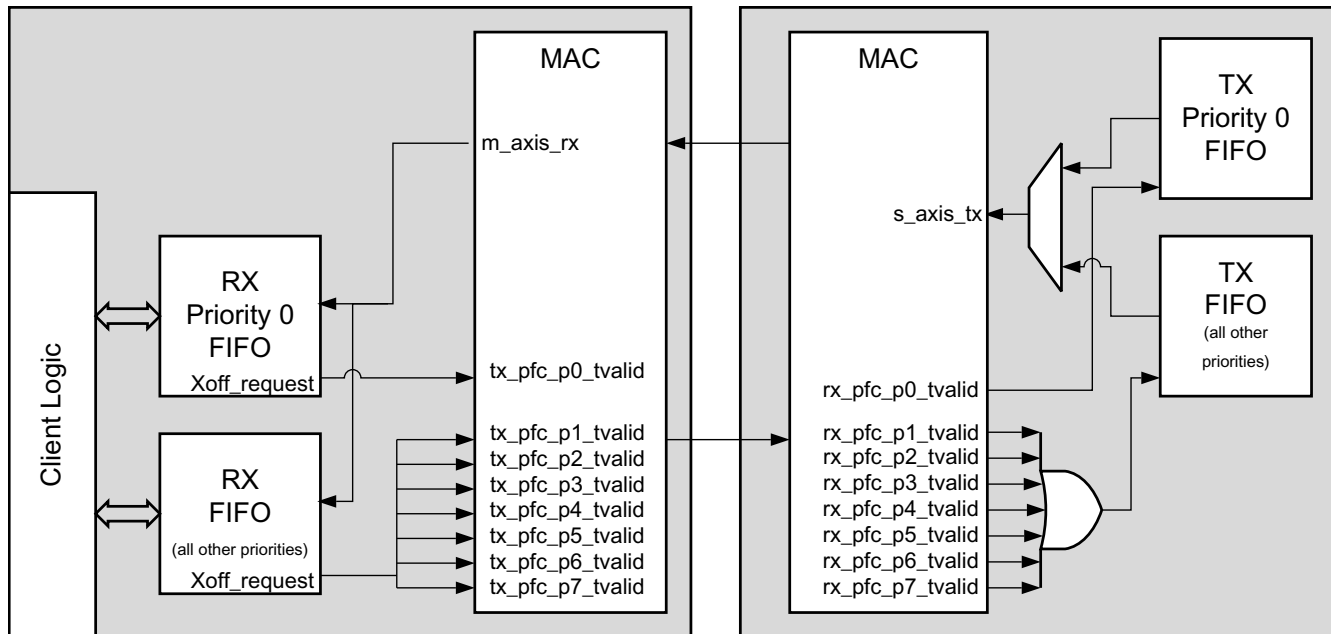 MAC
m_axis_rx
RX
Priority 0
FIFO
Xoff_request
tx_pfc_p0_tvalid
Client Logic
RX
FIFO
(all other priorities)
Xoff_request
tx_pfc_p1_tvalid
tx_pfc_p2_tvalid
tx_pfc_p3_tvalid
tx_pfc_p4_tvalid
tx_pfc_p5_tvalid
tx_pfc_p6_tvalid
tx_pfc_p7_tvalid
MAC
TX
Priority 0
FIFO
s_axis_tx
TX
FIFO
(all other
priorities)
rx_pfc_p0_tvalid
rx_pfc_p1_tvalid
rx_pfc_p2_tvalid
rx_pfc_p3_tvalid
rx_pfc_p4_tvalid
rx_pfc_p5_tvalid
rx_pfc_p6_tvalid
rx_pfc_p7_tvalid